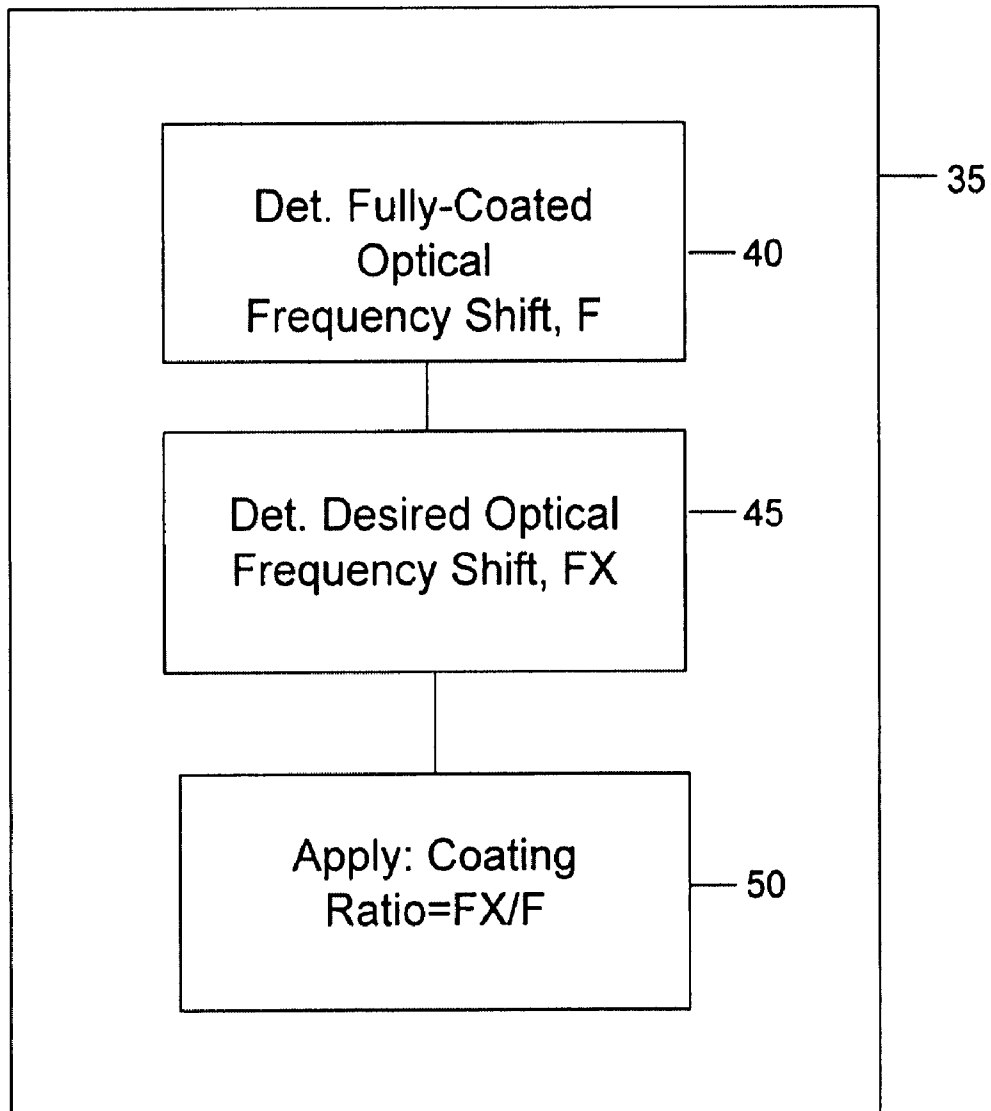 35
Det. Fully-Coated
Optical
Frequency Shift, F
40
Det. Desired Optical
Frequency Shift, FX
45
Apply: Coating
Ratio=FX/F
50